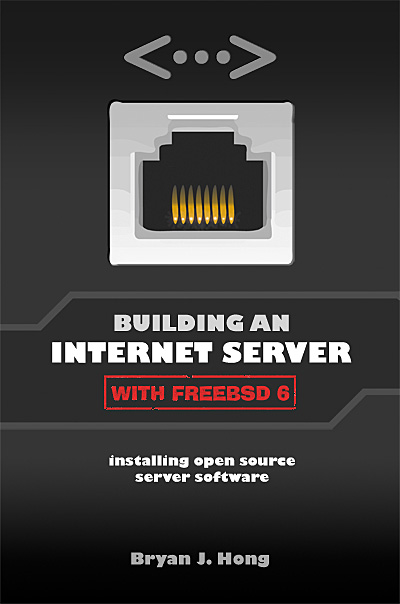 BUILDING AN
INTERNET SERVER
WITH FREEBSD 6
installing open source
server software
Bryan J. Hong